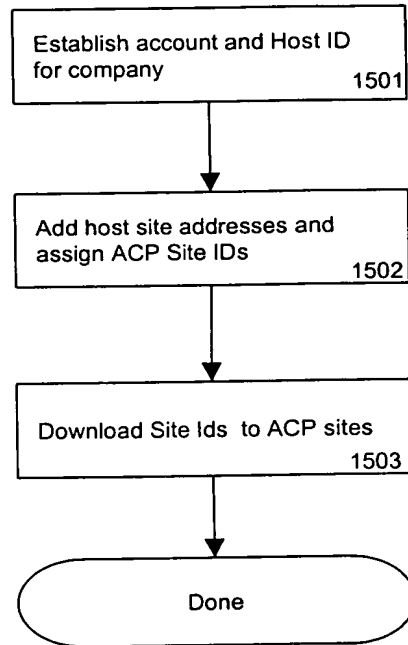 Establish account and Host ID
for company
1501
Add host site addresses and
assign ACP Site IDs
1502
Download Site Ids to ACP sites
1503
Done